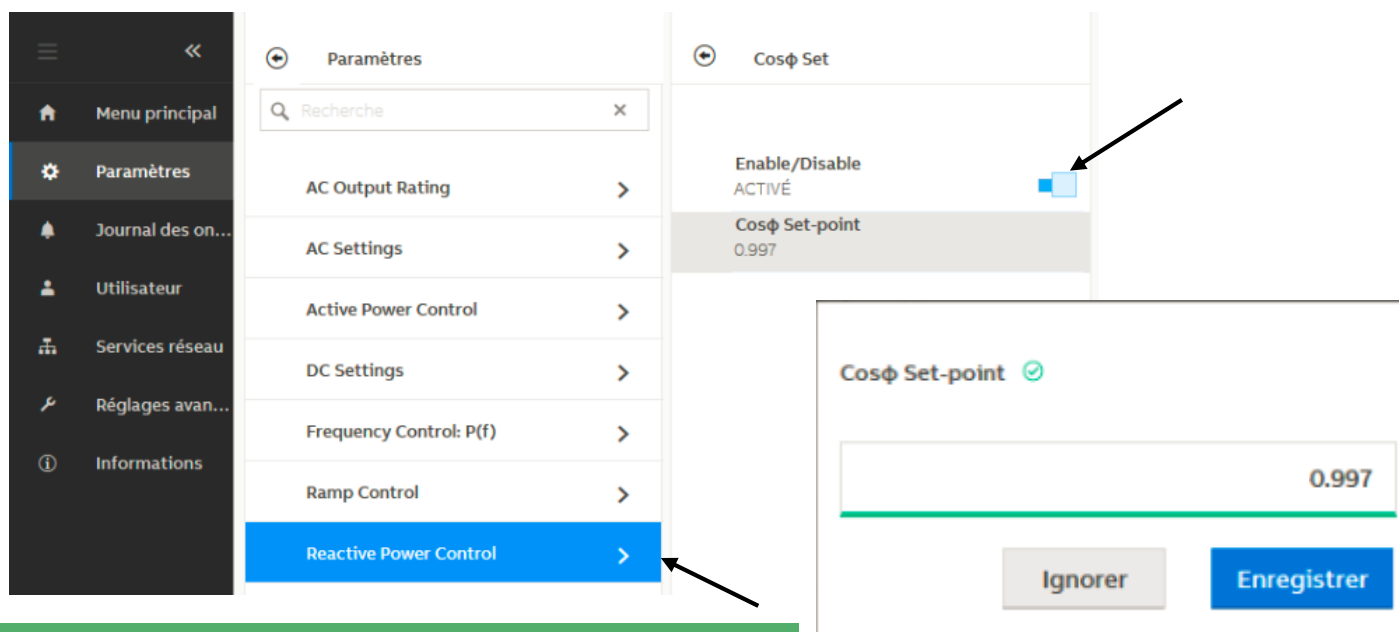 «
Menu principal
Paramètres
Journal des on...
Utilisateur
Services réseau
Réglages avan...
Informations
Paramètres
Recherche
AC Output Rating
AC Settings
Active Power Control
DC Settings
Frequency Control: P(f)
Ramp Control
Reactive Power Control
Cosϕ Set
Enable/Disable
ACTIVÉ
Cosϕ Set-point
0.997
Cosϕ Set-point
0.997
Ignorer Enregistrer